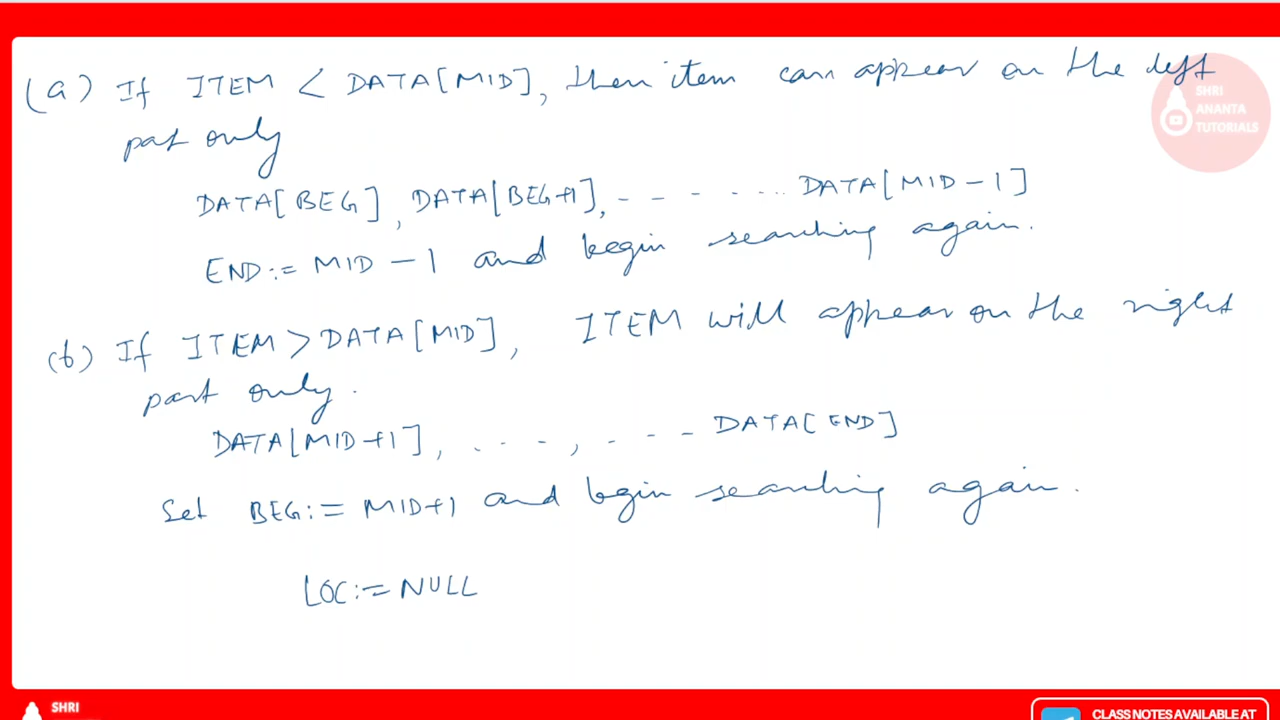 (a) If ITEM < DATA[MID], then item can appear on the left
part only
DATA[BEG], DATA[BEG+1], - - - - ... DATA[MID-1]
END:= MID - 1 and begin searching again.
(b) If ITEM > DATA[MID], ITEM will appear on the right
part only.
DATA[MID+1], . - - , . - - - DATA[END]
Set BEG:= MID+1 and begin searching again.
LOC:= NULL
SHRI
ANANTA
TUTORIALS
SHRI
CLASS NOTES AVAILABLE AT